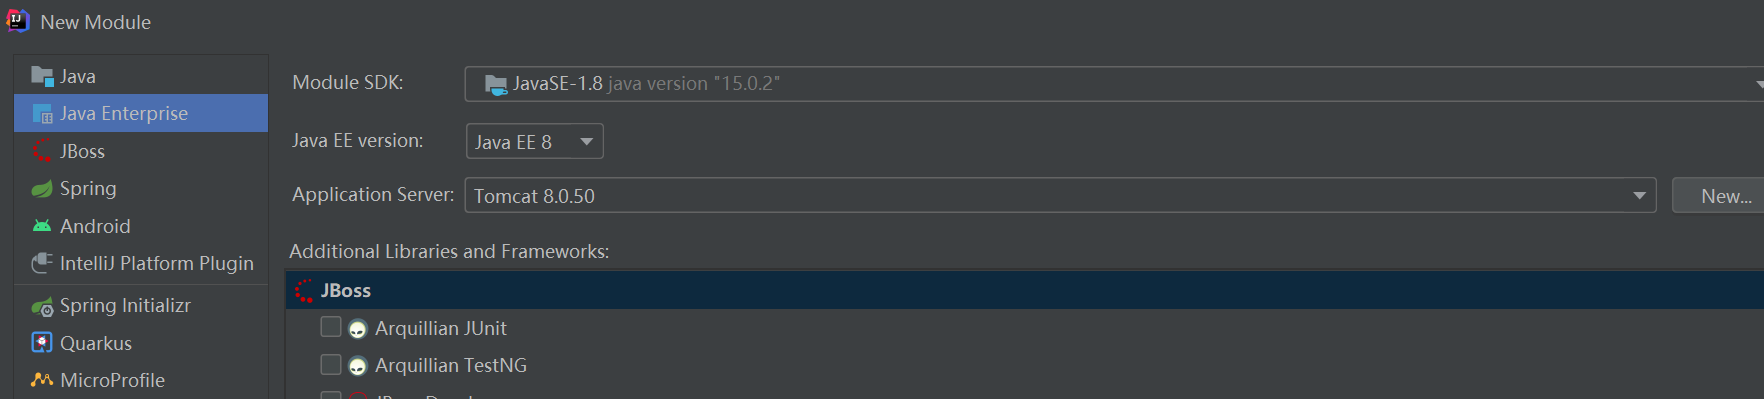 New Module
Java
Java Enterprise
JBoss
Spring
Android
IntelliJ Platform Plugin
Spring Initializr
Quarkus
MicroProfile
Module SDK: JavaSE-1.8 java version "15.0.2"
Java EE version: Java EE 8
Application Server: Tomcat 8.0.50 New...
Additional Libraries and Frameworks:
JBoss
Arquillian JUnit
Arquillian TestNG